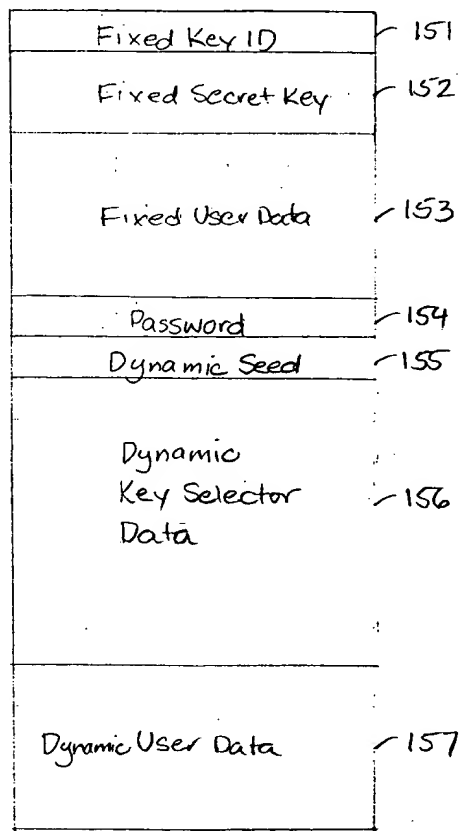 Fixed Key ID 151
Fixed Secret Key 152
Fixed User Data 153
Password 154
Dynamic Seed 155
Dynamic
Key Selector 156
Data
Dynamic User Data 157